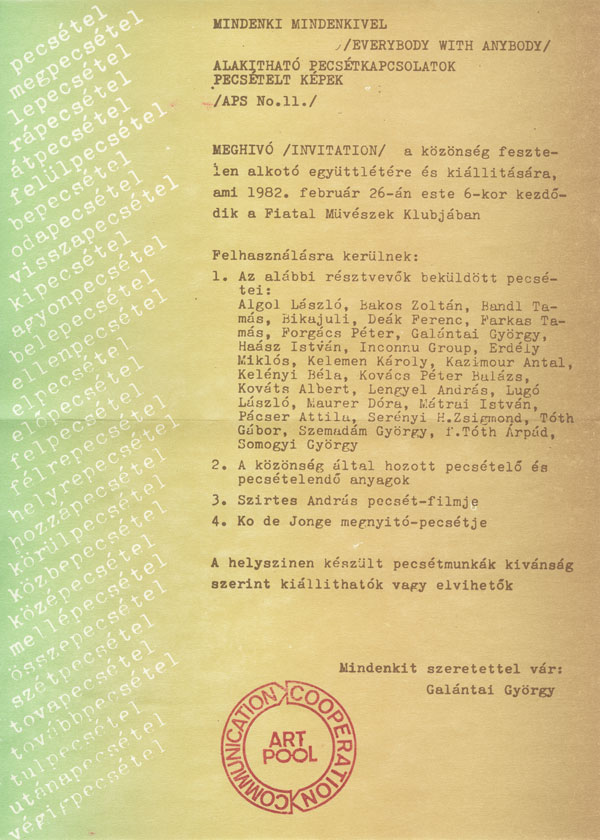 MINDENKI MINDENKIVEL
/EVERYBODY WITH ANYBODY/
ALAKITHATÓ PECSÉTKAPCSOLATOK
PECSÉTELT KÉPEK
/APS No.11./
MEGHIVÓ /INVITATION/ a közönség feszte-
len alkotó együttlétére és kiállitására,
ami 1982. február 26-án este 6-kor kezdő-
dik a Fiatal Müvészek Klubjában
Felhasználásra kerülnek:
1. Az alábbi résztvevők beküldött pecsé-
tei:
Algol László, Bakos Zoltán, Bandl Ta-
más, Bikajuli, Deák Ferenc, Farkas Ta-
más, Forgács Péter, Galántai György,
Haász István, Inconnu Group, Erdély
Miklós, Kelemen Károly, Kazimour Antal,
Kelényi Béla, Kovács Péter Balázs,
Kováts Albert, Lengyel András, Lugó
László, Maurer Dóra, Mátrai István,
Pácser Attila, Serényi H.Zsigmond, Tóth
Gábor, Szemadám György, f.Tóth Árpád,
Somogyi György
2. A közönség által hozott pecsételő és
pecsételendő anyagok
3. Szirtes András pecsét-filmje
4. Ko de Jonge megnyitó-pecsétje
A helyszinen készült pecsétmunkák kivánság
szerint kiállithatók vagy elvihetők
Mindenkit szeretettel vár:
Galántai György
COMMUNICATION COOPERATION
ART
POOL
pecsétel
megpecsétel
lepecsétel
rápecsétel
átpecsétel
felülpecsétel
bepecsétel
odapecsétel
visszapecsétel
kipecsétel
agyonpecsétel
belepecsétel
elpecsétel
félrepecsétel
helyrepecsétel
hozzápecsétel
körülpecsétel
közbepecsétel
középecsétel
mellépecsétel
összepecsétel
szétpecsétel
tovapecsétel
továbbpecsétel
tulpecsétel
utánapecsétel
végigpecsétel